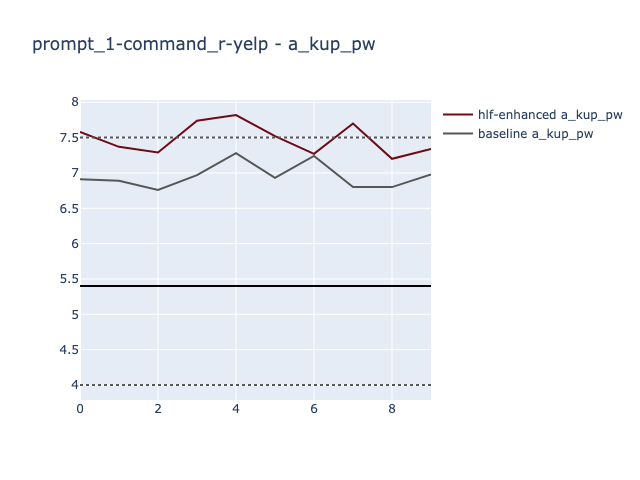 prompt_1-command_r-yelp - a_kup_pw
hlf-enhanced a_kup_pw
baseline a_kup_pw
8
7.5
7
6.5
6
5.5
5
4.5
4
0 2 4 6 8